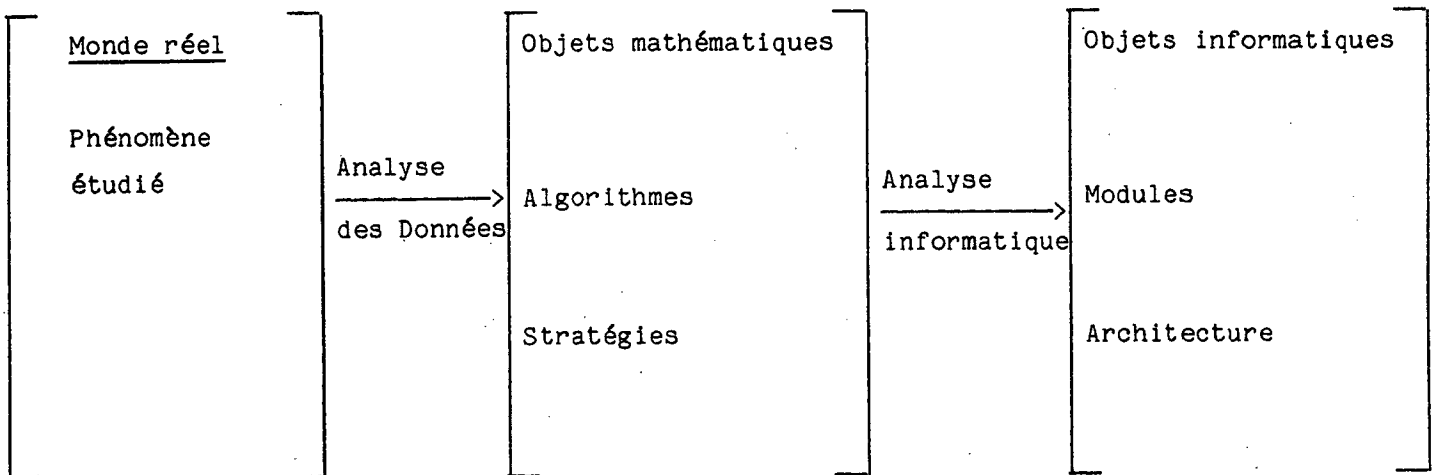 Monde réel
Phénomène
étudié
Analyse
des Données
Objets mathématiques
Algorithmes
Stratégies
Analyse
informatique
Objets informatiques
Modules
Architecture